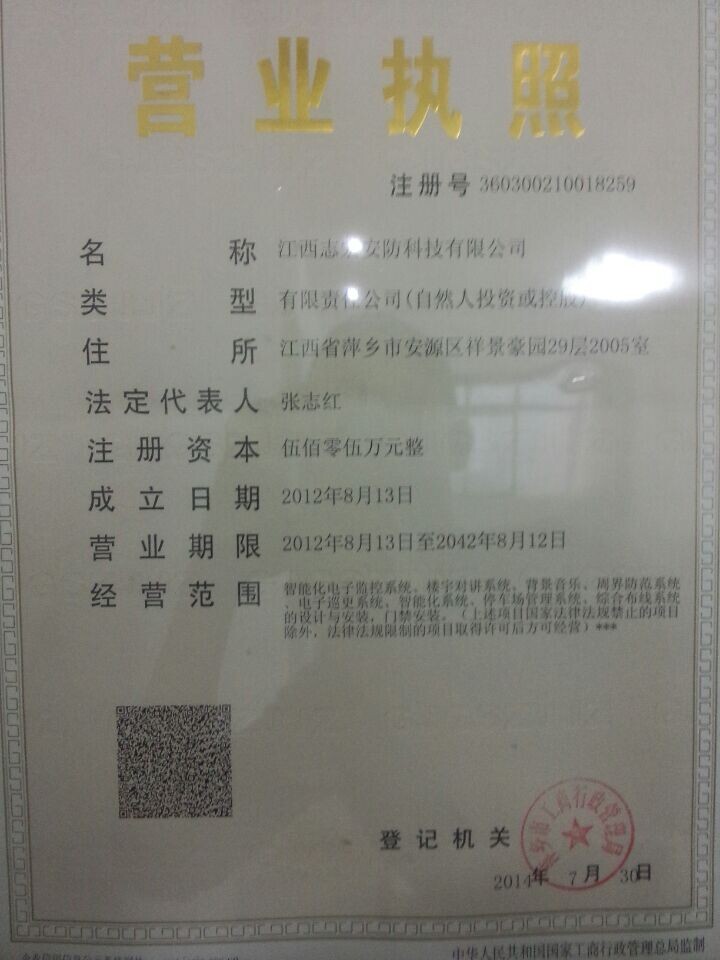 营业执照
注册号 360300210018259
名称 江西志宏安防科技有限公司
类型 有限责任公司(自然人投资或控股)
住所 江西省萍乡市安源区祥景豪园29层2005室
法定代表人 张志红
注册资本 伍佰零伍万元整
成立日期 2012年8月13日
营业期限 2012年8月13日至2042年8月12日
经营范围 智能化电子监控系统、楼宇对讲系统、背景音乐、周界防范系统
、电子巡更系统、智能化系统、停车场管理系统、综合布线系统
的设计与安装，门禁安装。（上述项目国家法律法规禁止的项目
除外，法律法规限制的项目取得许可后方可经营）***
萍乡市工商行政管理局
登记机关
2014年 7月 30日
中华人民共和国国家工商行政管理总局监制